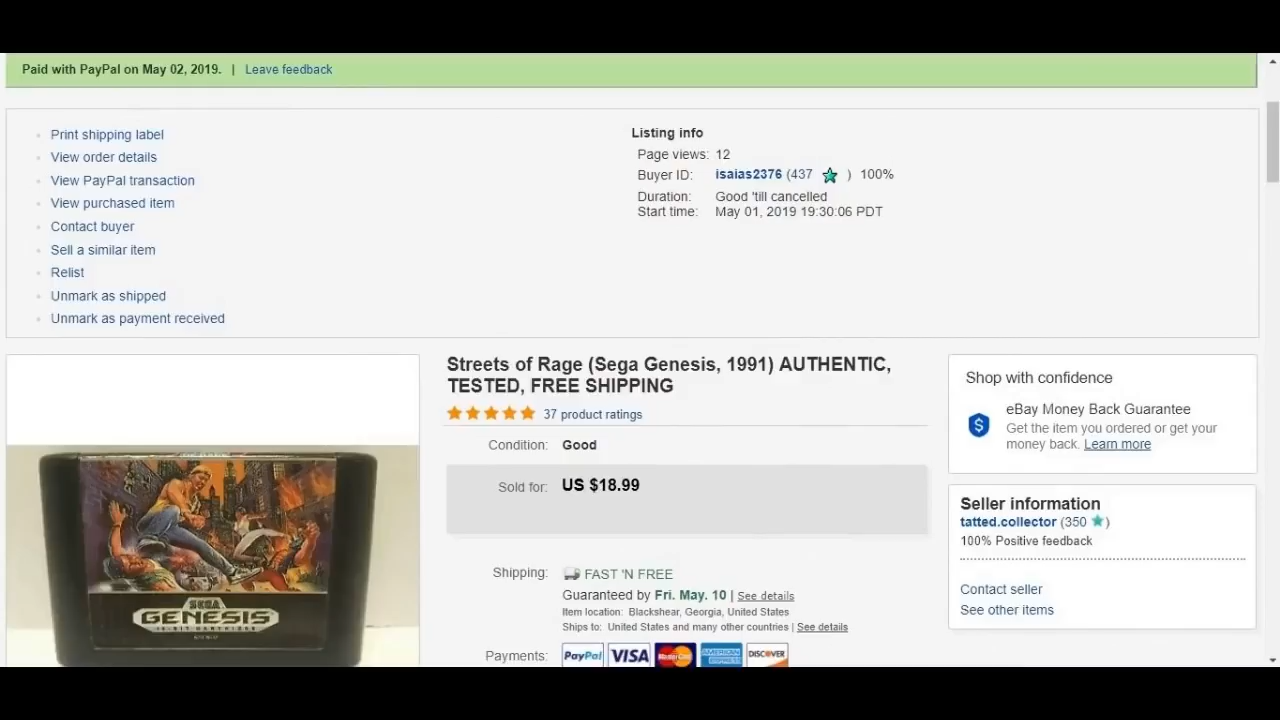 Paid with PayPal on May 02, 2019. | Leave feedback
Print shipping label
View order details
View PayPal transaction
View purchased item
Contact buyer
Sell a similar item
Relist
Unmark as shipped
Unmark as payment received
Listing info
Page views: 12
Buyer ID: isaias2376 (437 ) 100%
Duration: Good 'till cancelled
Start time: May 01, 2019 19:30:06 PDT
Streets of Rage (Sega Genesis, 1991) AUTHENTIC,
TESTED, FREE SHIPPING
37 product ratings
Condition: Good
Sold for: US $18.99
Shipping: FAST 'N FREE
Guaranteed by Fri. May. 10 | See details
Item location: Blackshear, Georgia, United States
Ships to: United States and many other countries | See details
Payments: PayPal VISA MasterCard AMERICAN EXPRESS DISCOVER
Shop with confidence
eBay Money Back Guarantee
Get the item you ordered or get your
money back. Learn more
Seller information
tatted.collector (350 )
100% Positive feedback
Contact seller
See other items
SEGA
GENESIS